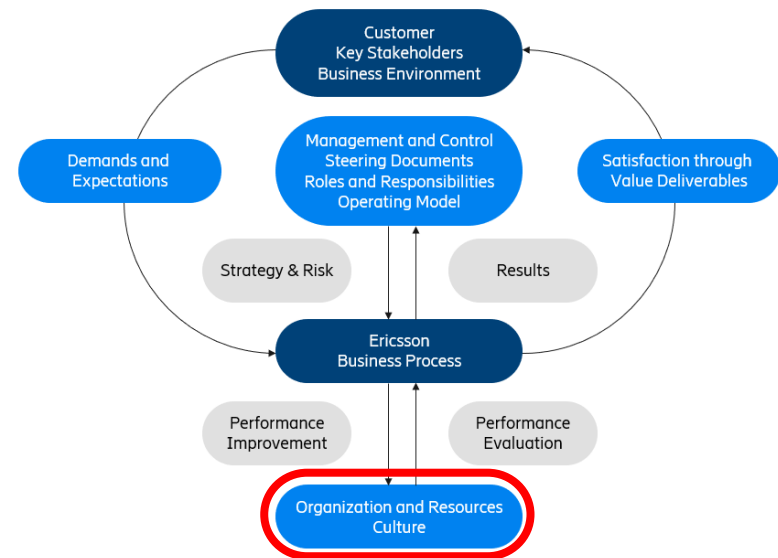 Customer
Key Stakeholders
Business Environment
Demands and
Expectations
Management and Control
Steering Documents
Roles and Responsibilities
Operating Model
Satisfaction through
Value Deliverables
Strategy & Risk
Results
Ericsson
Business Process
Performance
Improvement
Performance
Evaluation
Organization and Resources
Culture